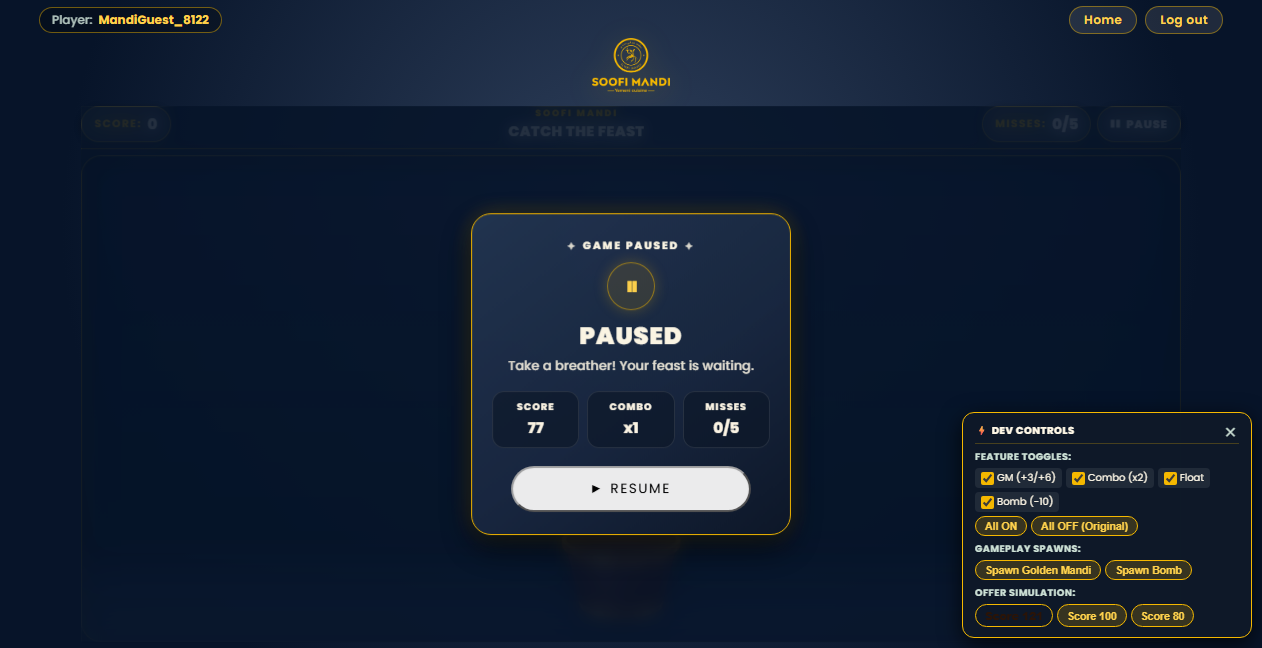 Player: MandiGuest_8122
Home
Log out
SOOFI MANDI
SCORE: 0
SOOFI MANDI
CATCH THE FEAST
MISSES: 0/5
PAUSE
GAME PAUSED
PAUSED
Take a breather! Your feast is waiting.
SCORE
77
COMBO
x1
MISSES
0/5
RESUME
DEV CONTROLS
FEATURE TOGGLES:
GM (+3/+6)
Combo (x2)
Float
Bomb (-10)
All ON
All OFF (Original)
GAMEPLAY SPAWNS:
Spawn Golden Mandi
Spawn Bomb
OFFER SIMULATION:
Score 100
Score 80